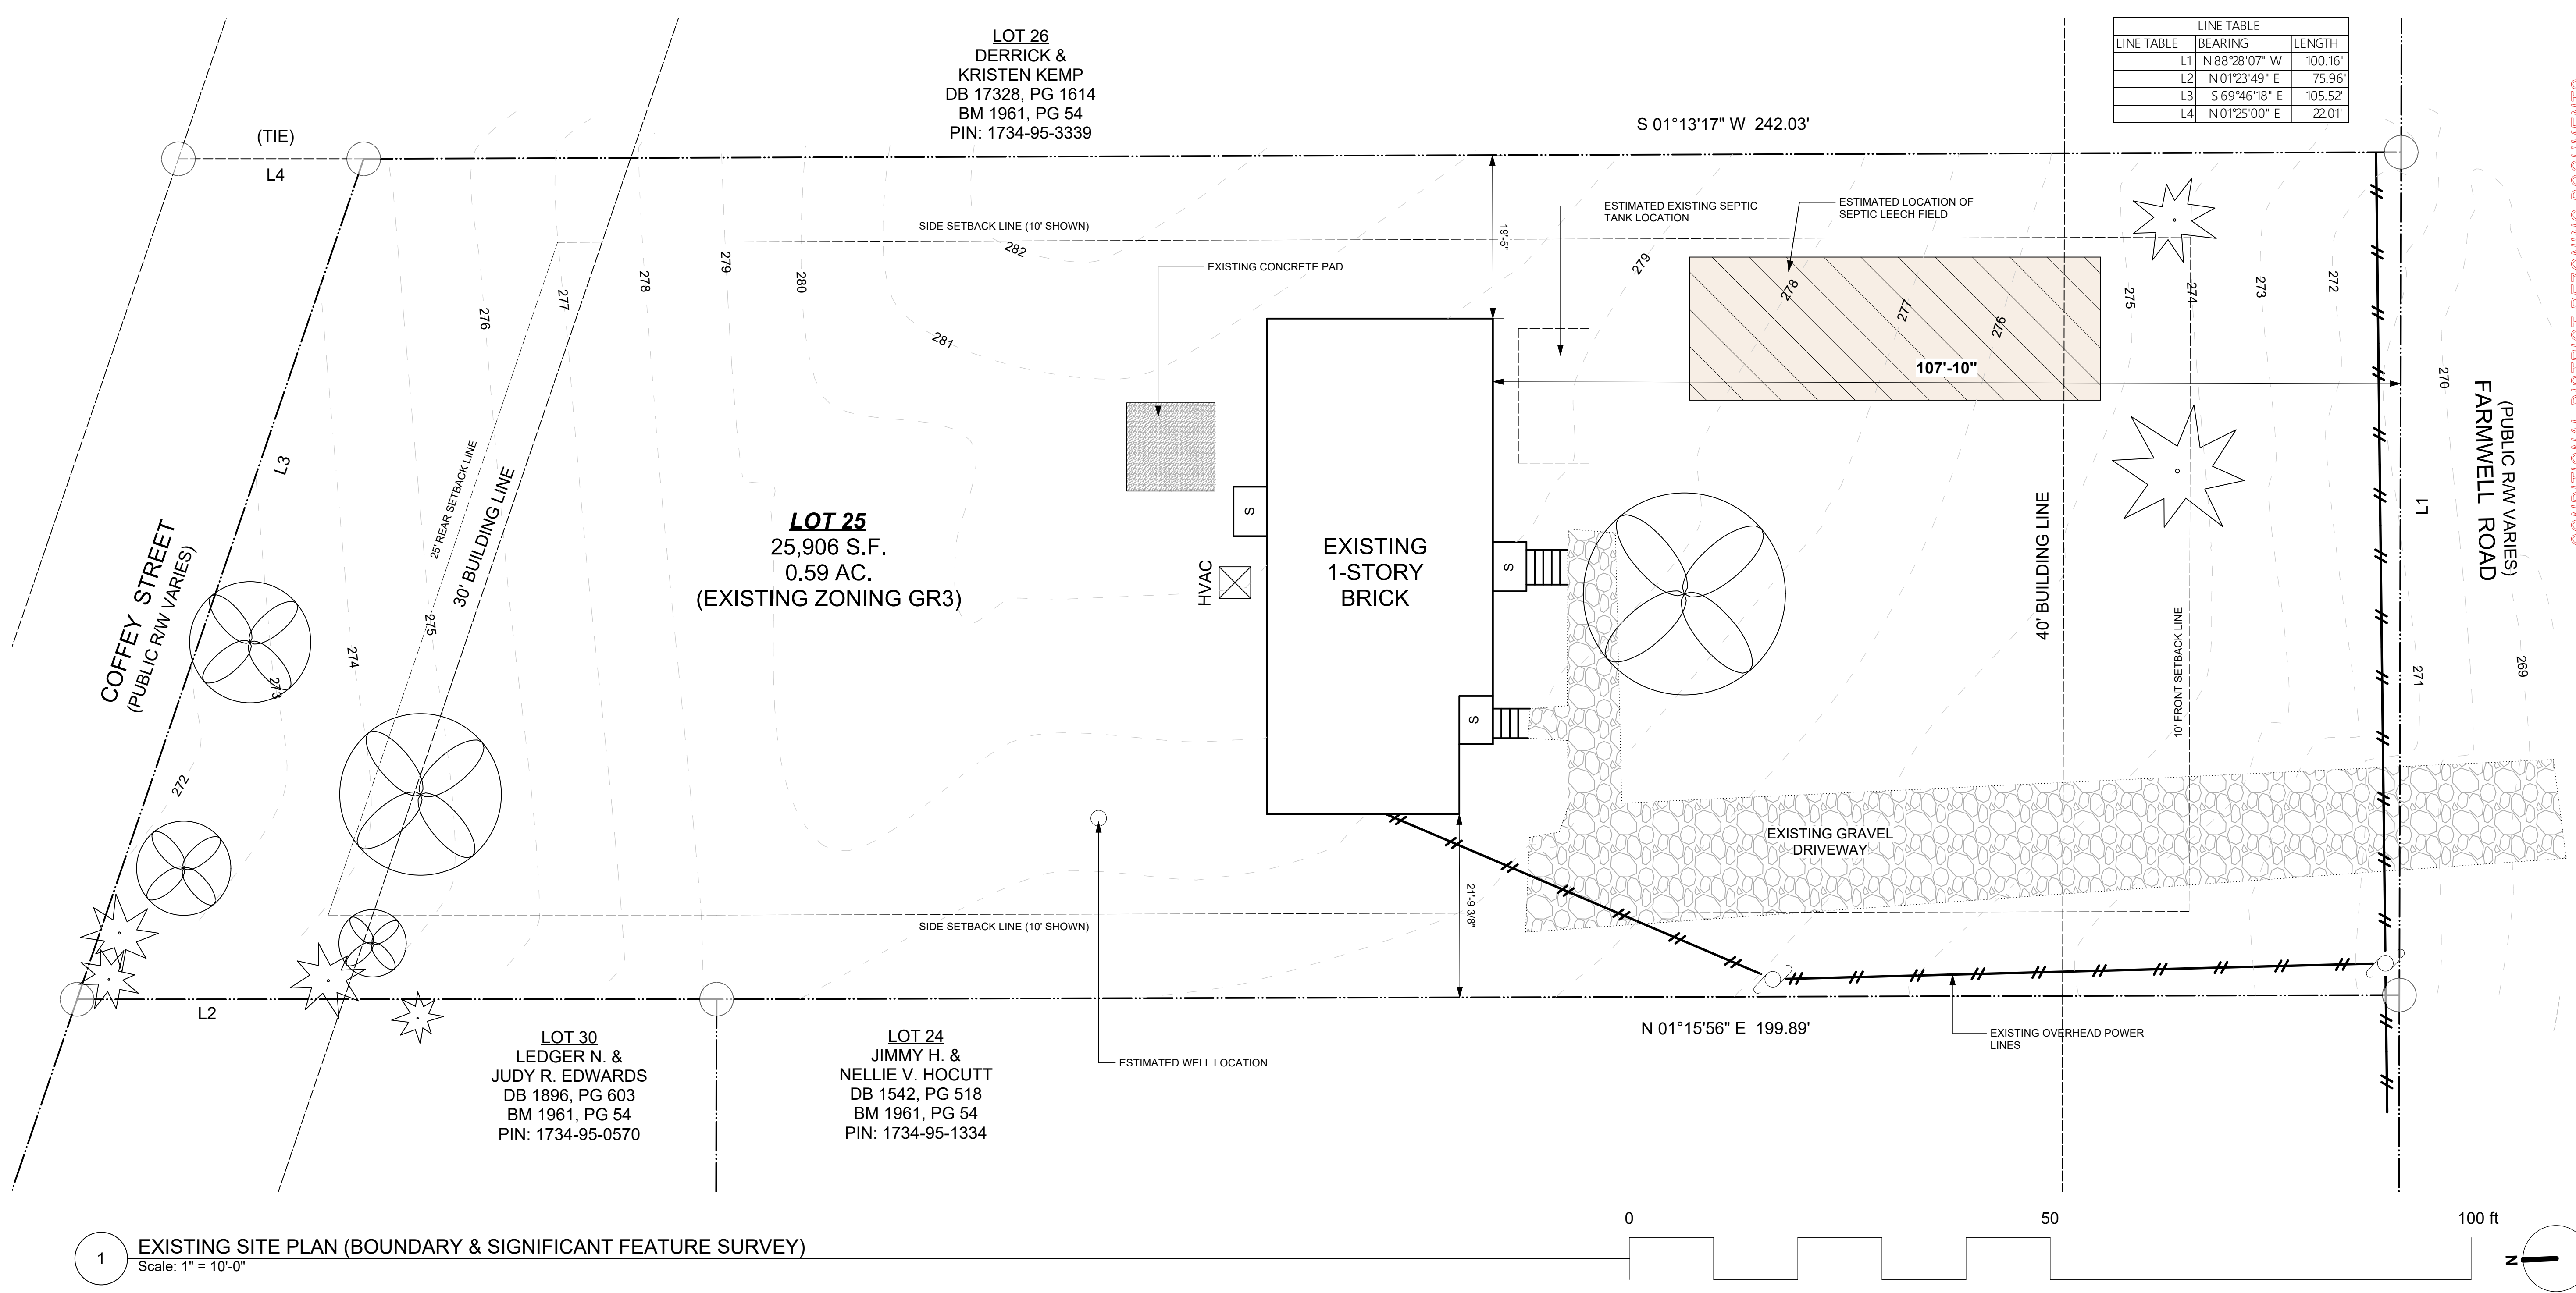 LOT 26
DERRICK &
KRISTEN KEMP
DB 17328, PG 1614
BM 1961, PG 54
PIN: 1734-95-3339
S 01°13'17" W 242.03'
LINE TABLE
LINE TABLE BEARING LENGTH
L1 N 88°28'07" W 100.16'
L2 N 01°23'49" E 75.96'
L3 S 69°46'18" E 105.52'
L4 N 01°25'00" E 22.01'
(TIE)
L4
SIDE SETBACK LINE (10' SHOWN)
282
EXISTING CONCRETE PAD
19'-5"
ESTIMATED EXISTING SEPTIC
TANK LOCATION
ESTIMATED LOCATION OF
SEPTIC LEECH FIELD
276
277
278
279
280
281
279
278
277
276
275
274
273
272
270
107'-10"
L3
25' REAR SETBACK LINE
30' BUILDING LINE
COFFEY STREET
(PUBLIC R/W VARIES)
LOT 25
25,906 S.F.
0.59 AC.
(EXISTING ZONING GR3)
S
HVAC
EXISTING
1-STORY
BRICK
S
S
40' BUILIDING LINE
10' FRONT SETBACK LINE
L1
(PUBLIC R/W VARIES)
FARMWELL ROAD
271
269
275
274
273
272
EXISTING GRAVEL
DRIVEWAY
21'-9 3/8"
SIDE SETBACK LINE (10' SHOWN)
L2
N 01°15'56" E 199.89'
EXISTING OVERHEAD POWER
LINES
ESTIMATED WELL LOCATION
LOT 30
LEDGER N. &
JUDY R. EDWARDS
DB 1896, PG 603
BM 1961, PG 54
PIN: 1734-95-0570
LOT 24
JIMMY H. &
NELLIE V. HOCUTT
DB 1542, PG 518
BM 1961, PG 54
PIN: 1734-95-1334
1
EXISTING SITE PLAN (BOUNDARY & SIGNIFICANT FEATURE SURVEY)
Scale: 1" = 10'-0"
0 50 100 ft
N